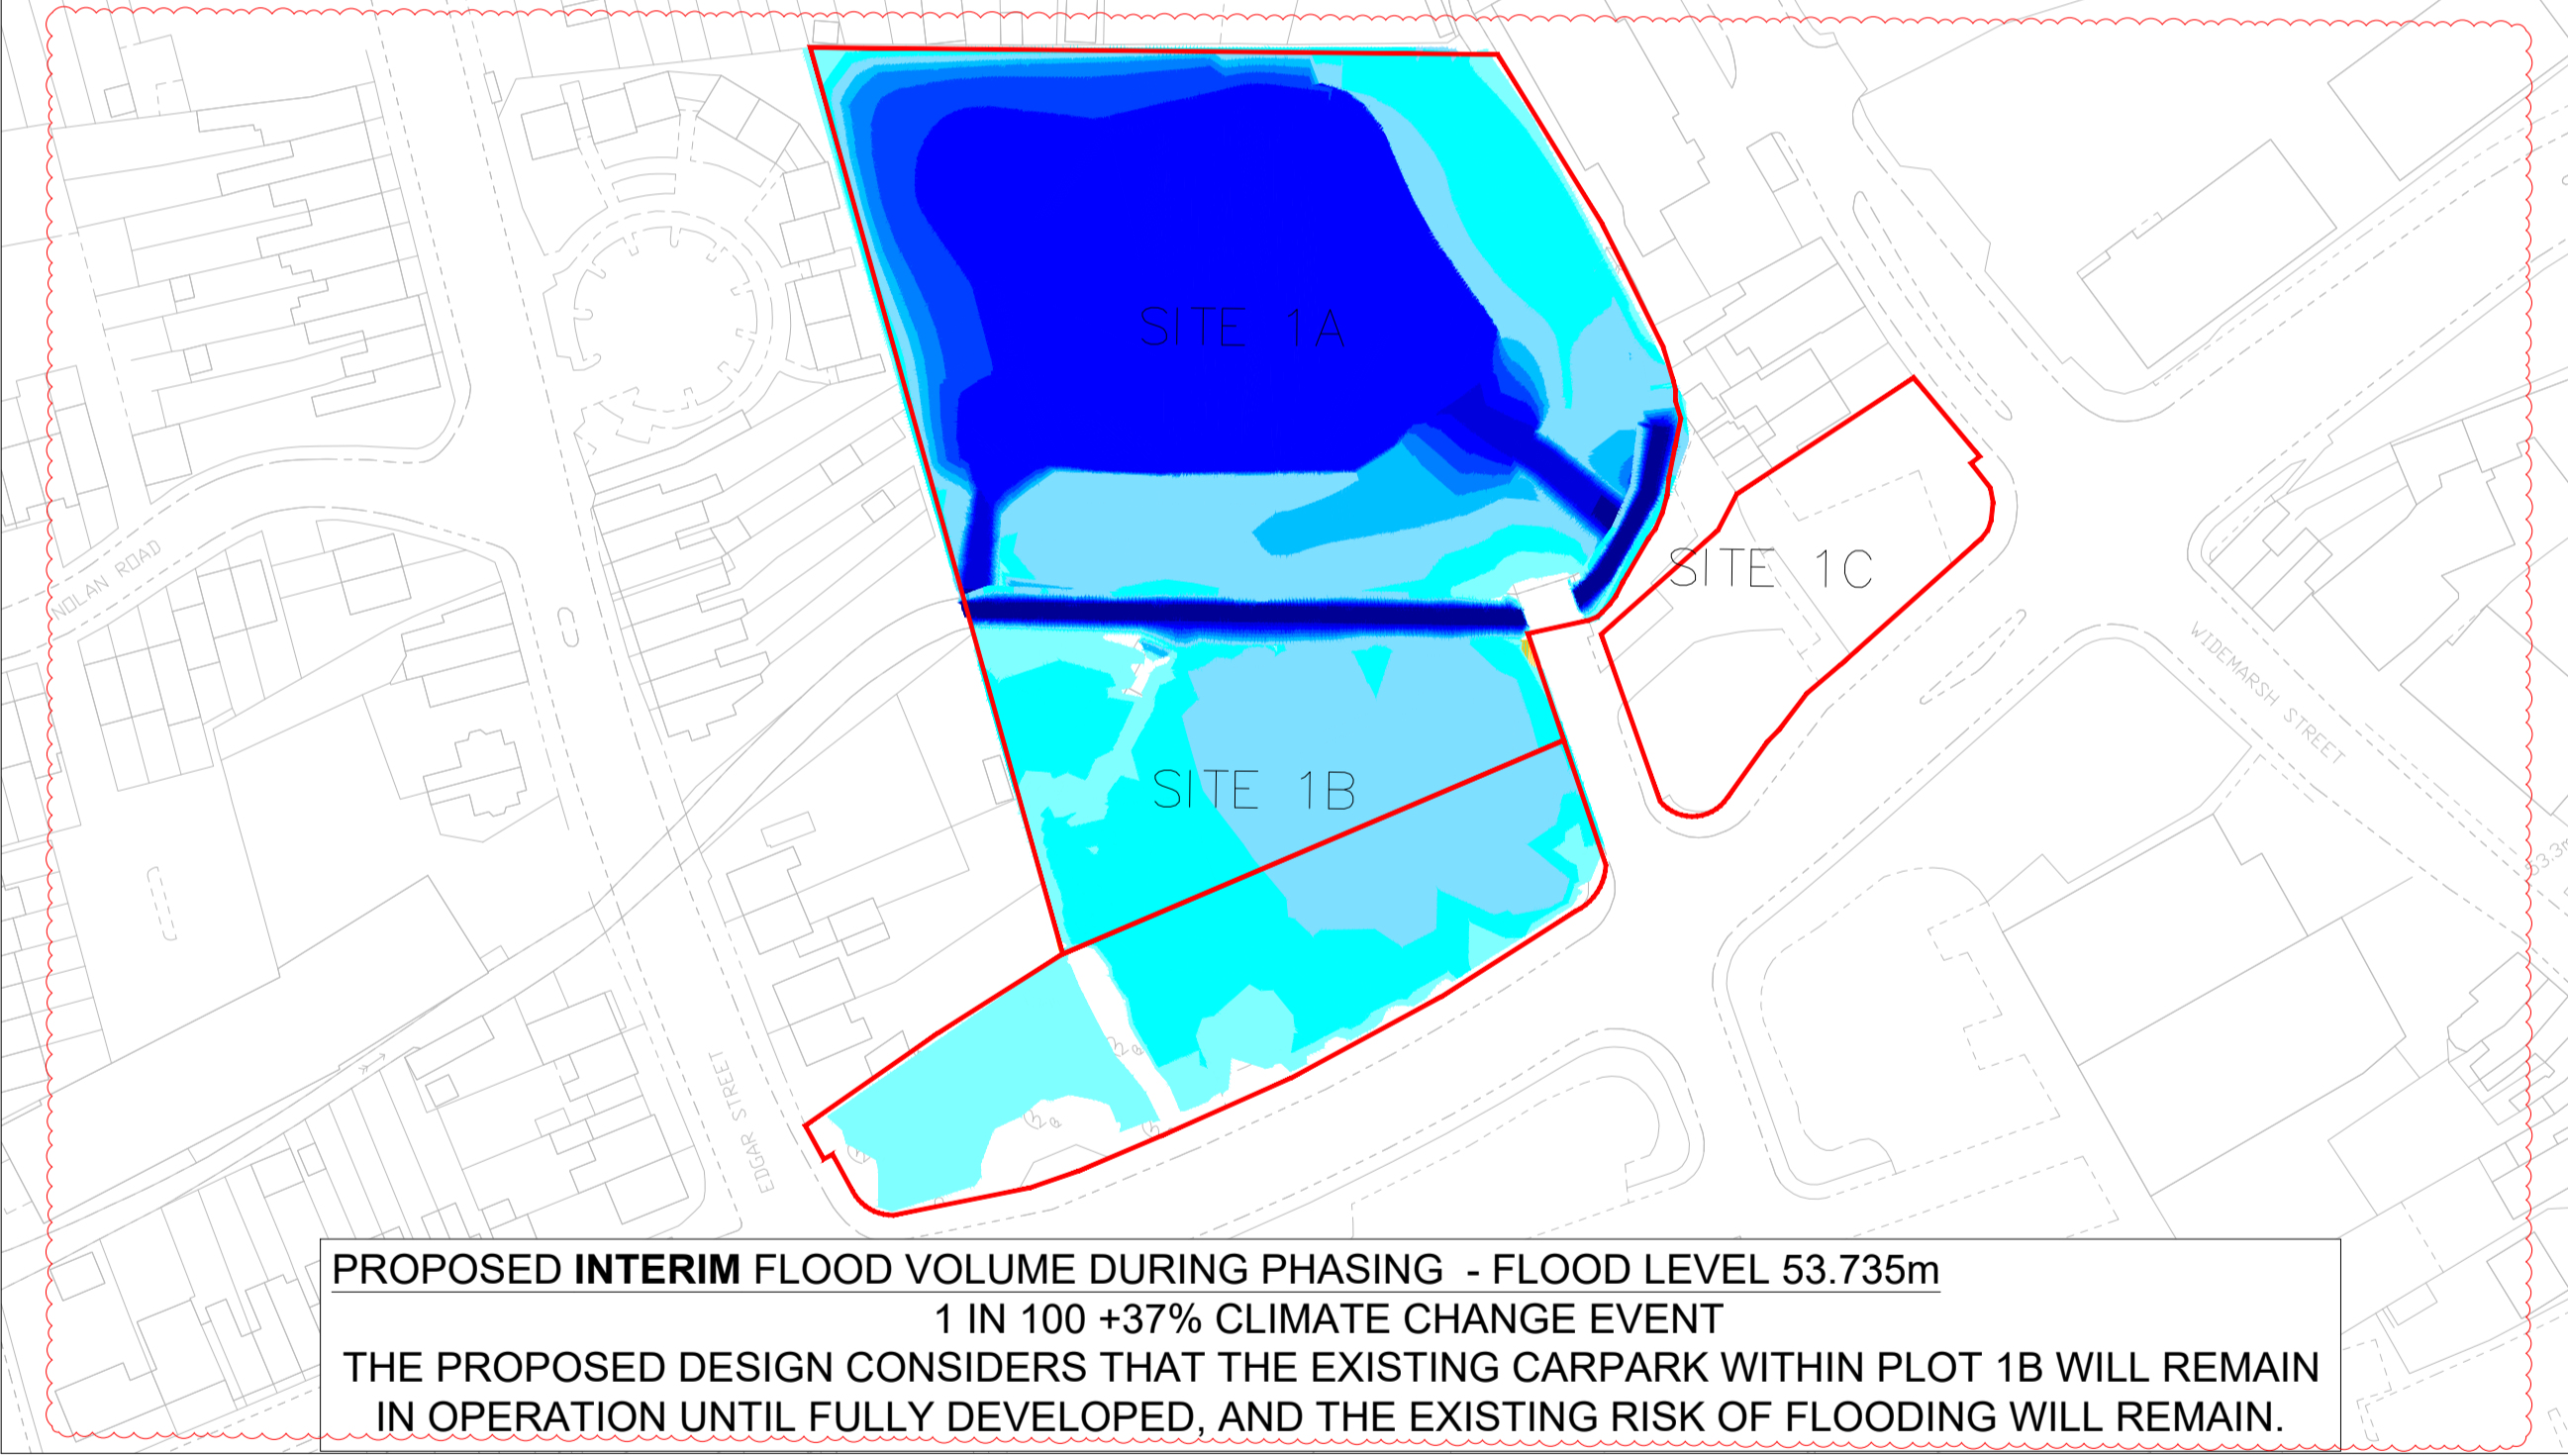 SITE 1A
SITE 1C
SITE 1B
NOLAN ROAD
WIDEMARSH STREET
53.3m
EDGAR STREET
PROPOSED INTERIM FLOOD VOLUME DURING PHASING - FLOOD LEVEL 53.735m
1 IN 100 +37% CLIMATE CHANGE EVENT
THE PROPOSED DESIGN CONSIDERS THAT THE EXISTING CARPARK WITHIN PLOT 1B WILL REMAIN
IN OPERATION UNTIL FULLY DEVELOPED, AND THE EXISTING RISK OF FLOODING WILL REMAIN.